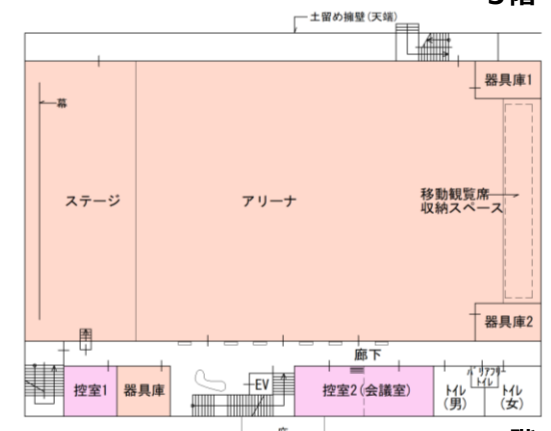 3階
土留め擁壁(天端)
器具庫1
幕
ステージ
アリーナ
移動観覧席
収納スペース
器具庫2
廊下
控室1
器具庫
EV
控室2(会議室)
トイレ
(男)
バリアフリー
トイレ
トイレ
(女)